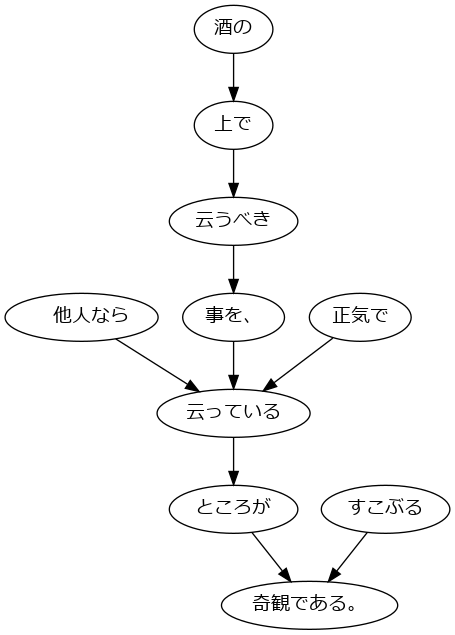 酒の
上で
云うべき
他人なら
事を、
正気で
云っている
ところが
すこぶる
奇観である。